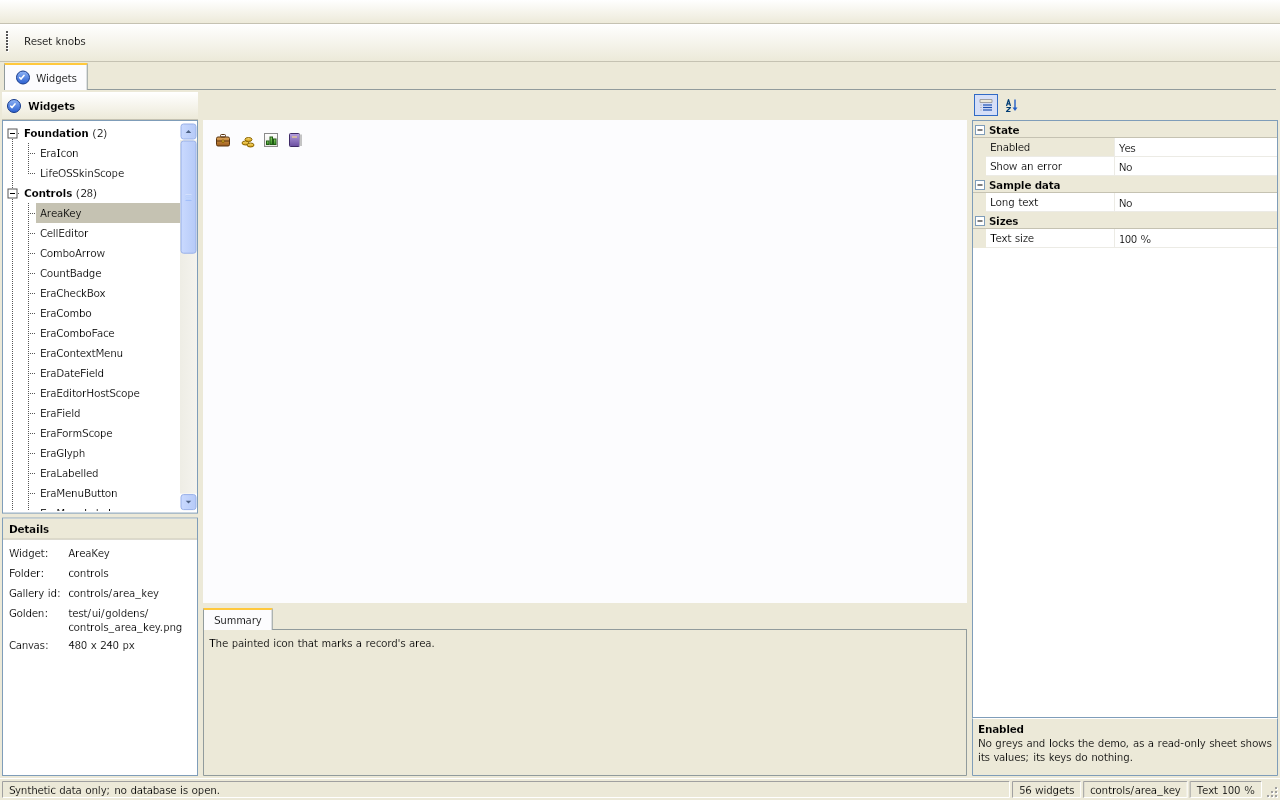 Reset knobs
Widgets
Widgets
Foundation (2)
EraIcon
LifeOSSkinScope
Controls (28)
AreaKey
CellEditor
ComboArrow
CountBadge
EraCheckBox
EraCombo
EraComboFace
EraContextMenu
EraDateField
EraEditorHostScope
EraField
EraFormScope
EraGlyph
EraLabelled
EraMenuButton
Details
Widget: AreaKey
Folder: controls
Gallery id: controls/area_key
Golden: test/ui/goldens/
controls_area_key.png
Canvas: 480 x 240 px
Summary
The painted icon that marks a record's area.
State
Enabled Yes
Show an error No
Sample data
Long text No
Sizes
Text size 100 %
Enabled
No greys and locks the demo, as a read-only sheet shows
its values; its keys do nothing.
Synthetic data only; no database is open.
56 widgets
controls/area_key
Text 100 %